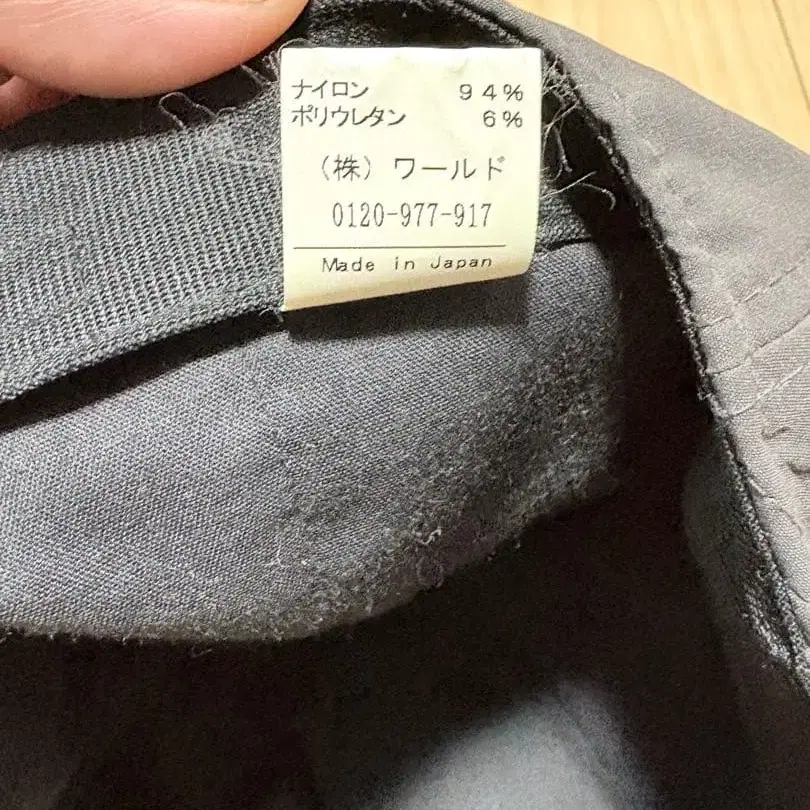 ナイロン 94%
ポリウレタン 6%
(株) ワールド
0120-977-917
Made in Japan